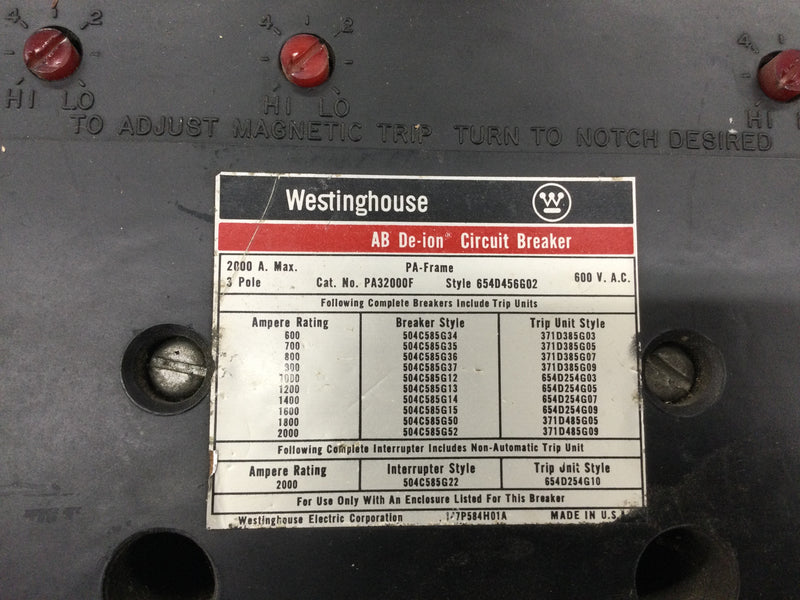 4 2 4 2 4
HI LO HI LO HI
TO ADJUST MAGNETIC TRIP TURN TO NOTCH DESIRED
Westinghouse W
AB De-ion® Circuit Breaker
2000 A. Max. PA-Frame 600 V. A.C.
3 Pole Cat. No. PA32000F Style 654D456G02
Following Complete Breakers Include Trip Units
Ampere Rating Breaker Style Trip Unit Style
600 504C585G34 371D385G03
700 504C585G35 371D385G05
800 504C585G36 371D385G07
900 504C585G37 371D385G09
1000 504C585G12 654D254G03
1200 504C585G13 654D254G05
1400 504C585G14 654D254G07
1600 504C585G15 654D254G09
1800 504C585G50 371D485G05
2000 504C585G52 371D485G09
Following Complete Interrupter Includes Non-Automatic Trip Unit
Ampere Rating Interrupter Style Trip Unit Style
2000 504C585G22 654D254G10
For Use Only With An Enclosure Listed For This Breaker
Westinghouse Electric Corporation MADE IN U.S.A